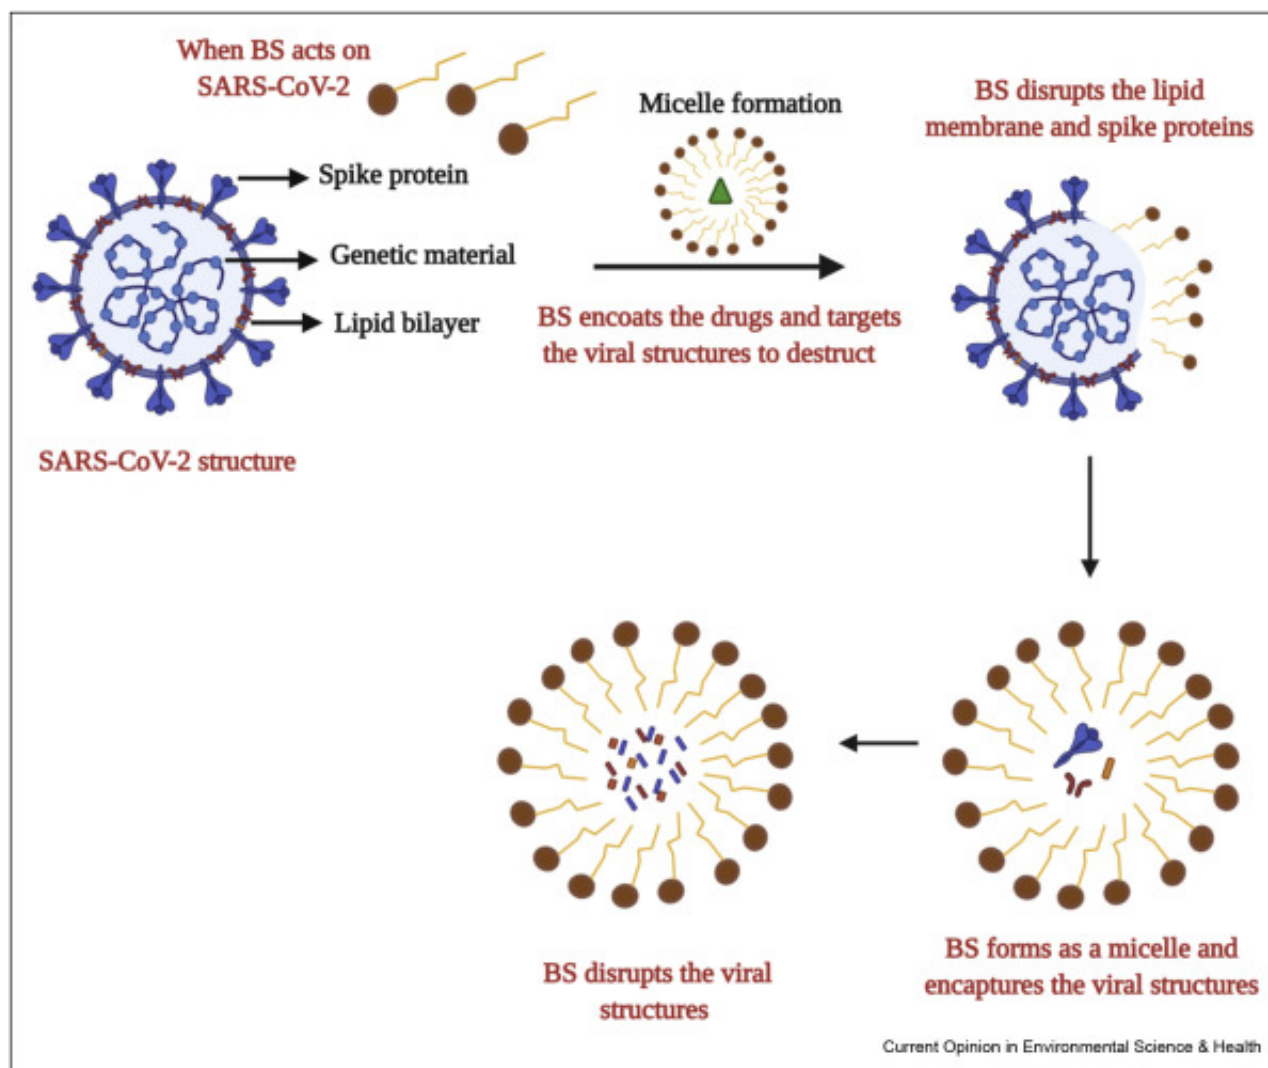 When BS acts on
SARS-CoV-2
Spike protein
Genetic material
Lipid bilayer
SARS-CoV-2 structure
Micelle formation
BS encoats the drugs and targets
the viral structures to destruct
BS disrupts the lipid
membrane and spike proteins
BS forms as a micelle and
encaptures the viral structures
BS disrupts the viral
structures
Current Opinion in Environmental Science & Health